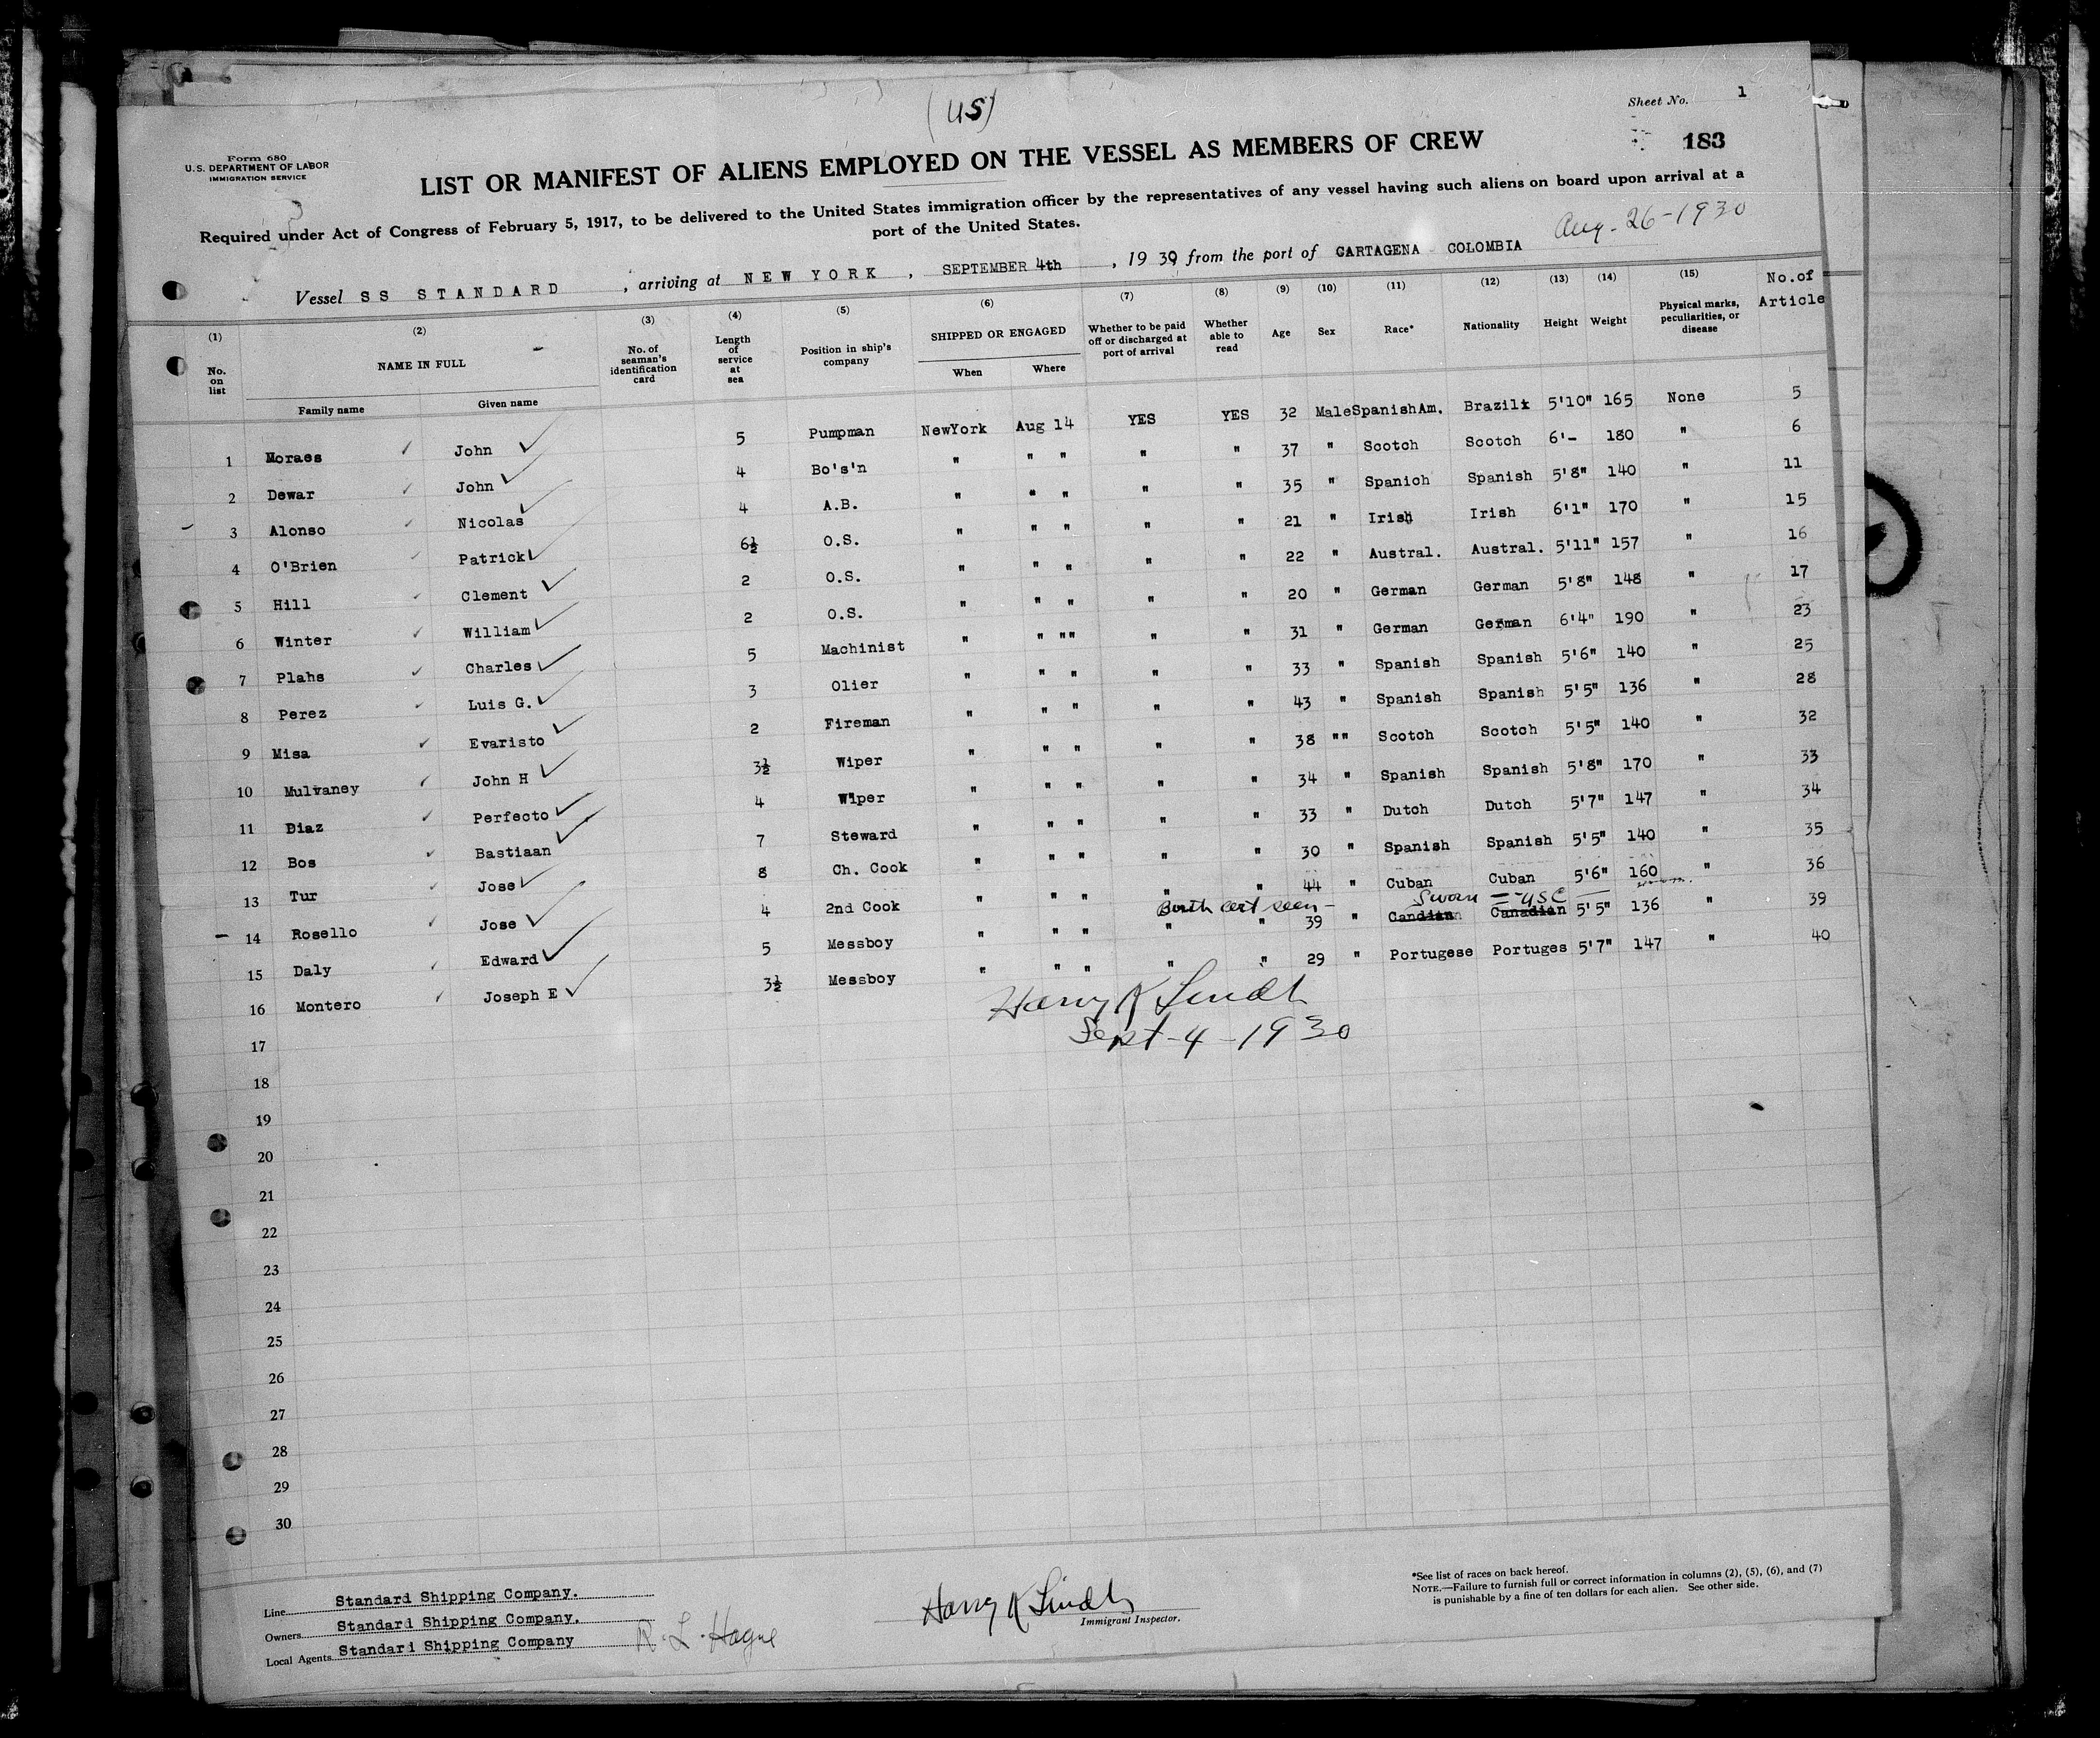 (US)
Sheet No. 1
183
Form 680
U.S. DEPARTMENT OF LABOR
IMMIGRATION SERVICE
LIST OR MANIFEST OF ALIENS EMPLOYED ON THE VESSEL AS MEMBERS OF CREW
Required under Act of Congress of February 5, 1917, to be delivered to the United States immigration officer by the representatives of any vessel having such aliens on board upon arrival at a
port of the United States.
Aug-26-1930
Vessel SS STANDARD , arriving at NEW YORK , SEPTEMBER 4th , 1930 from the port of CARTAGENA COLOMBIA
(1) (2) (3) (4) (5) (6) (7) (8) (9) (10) (11) (12) (13) (14) (15) No.of Article
No. on list NAME IN FULL No. of seaman's identification card Length of service at sea Position in ship's company SHIPPED OR ENGAGED Whether to be paid off or discharged at port of arrival Whether able to read Age Sex Race* Nationality Height Weight Physical marks, peculiarities, or disease
Family name Given name When Where
1 Moraes John 5 Pumpman NewYork Aug 14 YES YES 32 Male SpanishAm. Brazil 5'10" 165 None 5
2 Dewar John 4 Bo's'n " " " " " 37 " Scotch Scotch 6'- 180 " 6
3 Alonso Nicolas 4 A.B. " " " " " 35 " Spanich Spanish 5'8" 140 " 11
4 O'Brien Patrick 6½ O.S. " " " " " 21 " Irish Irish 6'1" 170 " 15
5 Hill Clement 2 O.S. " " " " " 22 " Austral. Austral. 5'11" 157 " 16
6 Winter William 2 O.S. " " " " " 20 " German German 5'8" 148 " 17
7 Plahs Charles 5 Machinist " " "" " " 31 " German German 6'4" 190 " 23
8 Perez Luis G. 3 Olier " " " " " 33 " Spanish Spanish 5'6" 140 " 25
9 Misa Evaristo 2 Fireman " " " " " 43 " Spanish Spanish 5'5" 136 " 28
10 Mulvaney John H 3½ Wiper " " " " " 38 "" Scotch Scotch 5'5" 140 " 32
11 Diaz Perfecto 4 Wiper " " " " " 34 " Spanish Spanish 5'8" 170 " 33
12 Bos Bastiaan 7 Steward " " " " " 33 " Dutch Dutch 5'7" 147 " 34
13 Tur Jose 8 Ch. Cook " " " " " 30 " Spanish Spanish 5'5" 140 " 35
14 Rosello Jose 4 2nd Cook " " " " " 44 " Cuban Cuban 5'6" 160 " 36
Birth cert seen - Swan = USC
15 Daly Edward 5 Messboy " " " " " 39 " Candian Canadian 5'5" 136 " 39
16 Montero Joseph E 3½ Messboy " " " " " 29 " Portugese Portuges 5'7" 147 " 40
Harry K Lindh
Sept-4-1930
17
18
19
20
21
22
23
24
25
26
27
28
29
30
Line Standard Shipping Company.
Owners Standard Shipping Company.
Local Agents Standard Shipping Company
R. L. Hague
Harry K Lindh
Immigrant Inspector.
*See list of races on back hereof.
NOTE.—Failure to furnish full or correct information in columns (2), (5), (6), and (7)
is punishable by a fine of ten dollars for each alien. See other side.